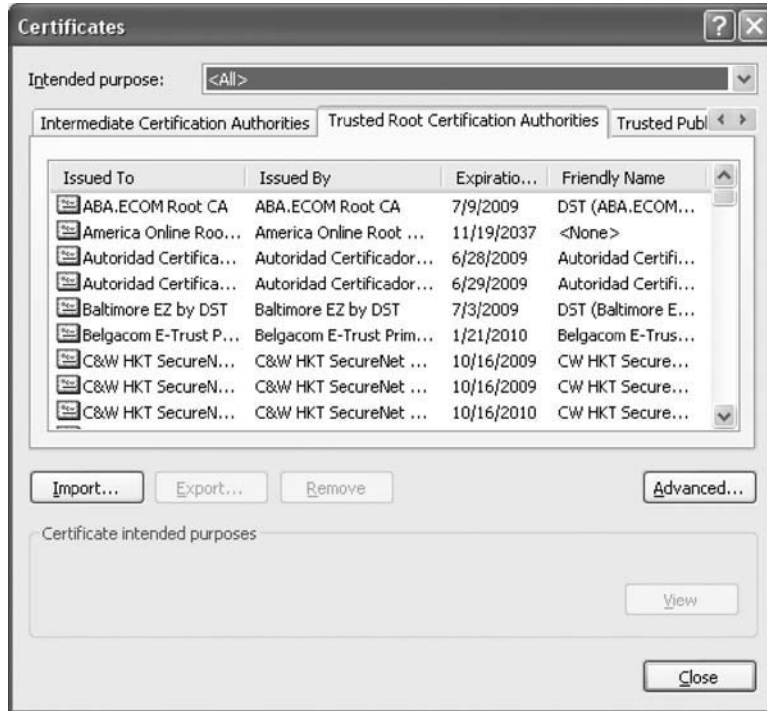 Certificates
Intended purpose: <All>
Intermediate Certification Authorities Trusted Root Certification Authorities Trusted Publ
Issued To Issued By Expiratio... Friendly Name
ABA.ECOM Root CA ABA.ECOM Root CA 7/9/2009 DST (ABA.ECOM...
America Online Roo... America Online Root ... 11/19/2037 <None>
Autoridad Certifica... Autoridad Certificador... 6/28/2009 Autoridad Certifi...
Autoridad Certifica... Autoridad Certificador... 6/29/2009 Autoridad Certifi...
Baltimore EZ by DST Baltimore EZ by DST 7/3/2009 DST (Baltimore E...
Belgacom E-Trust P... Belgacom E-Trust Prim... 1/21/2010 Belgacom E-Trus...
C&W HKT SecureN... C&W HKT SecureNet ... 10/16/2009 CW HKT Secure...
C&W HKT SecureN... C&W HKT SecureNet ... 10/16/2009 CW HKT Secure...
C&W HKT SecureN... C&W HKT SecureNet ... 10/16/2010 CW HKT Secure...
Import... Export... Remove Advanced...
Certificate intended purposes
View
Close